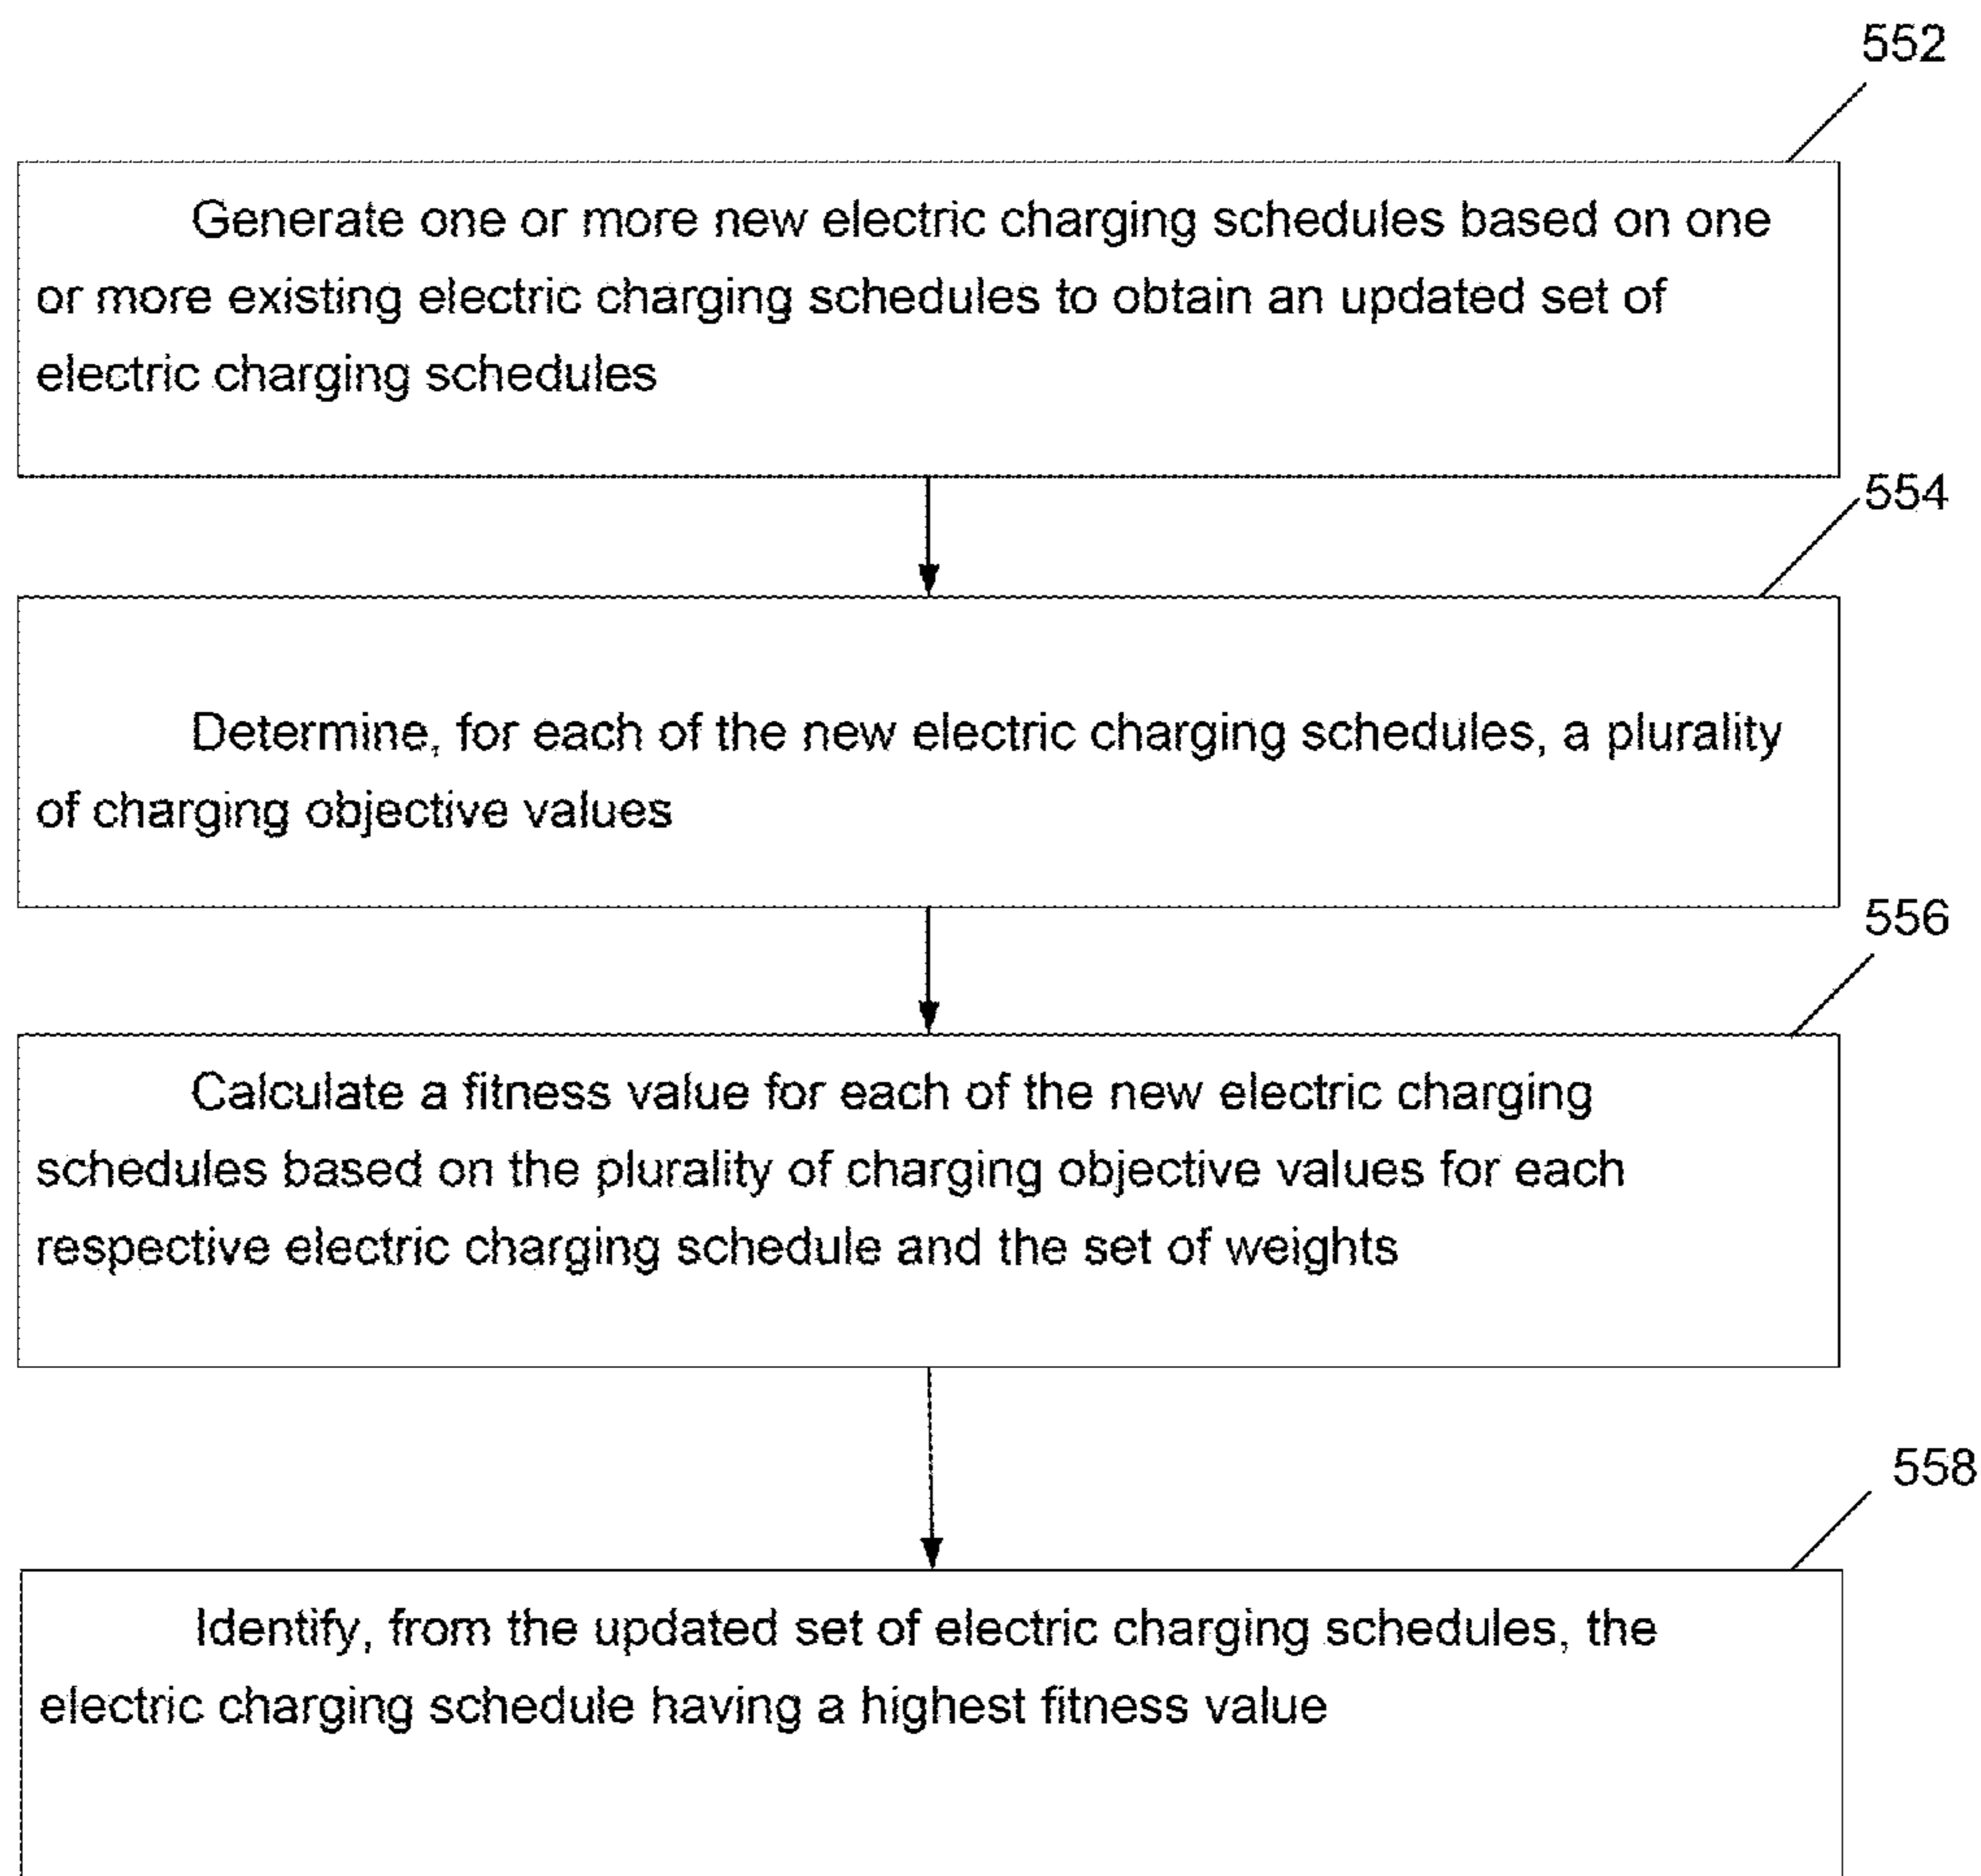 552
Generate one or more new electric charging schedules based on one
or more existing electric charging schedules to obtain an updated set of
electric charging schedules
554
Determine, for each of the new electric charging schedules, a plurality
of charging objective values
556
Calculate a fitness value for each of the new electric charging
schedules based on the plurality of charging objective values for each
respective electric charging schedule and the set of weights
558
Identify, from the updated set of electric charging schedules, the
electric charging schedule having a highest fitness value